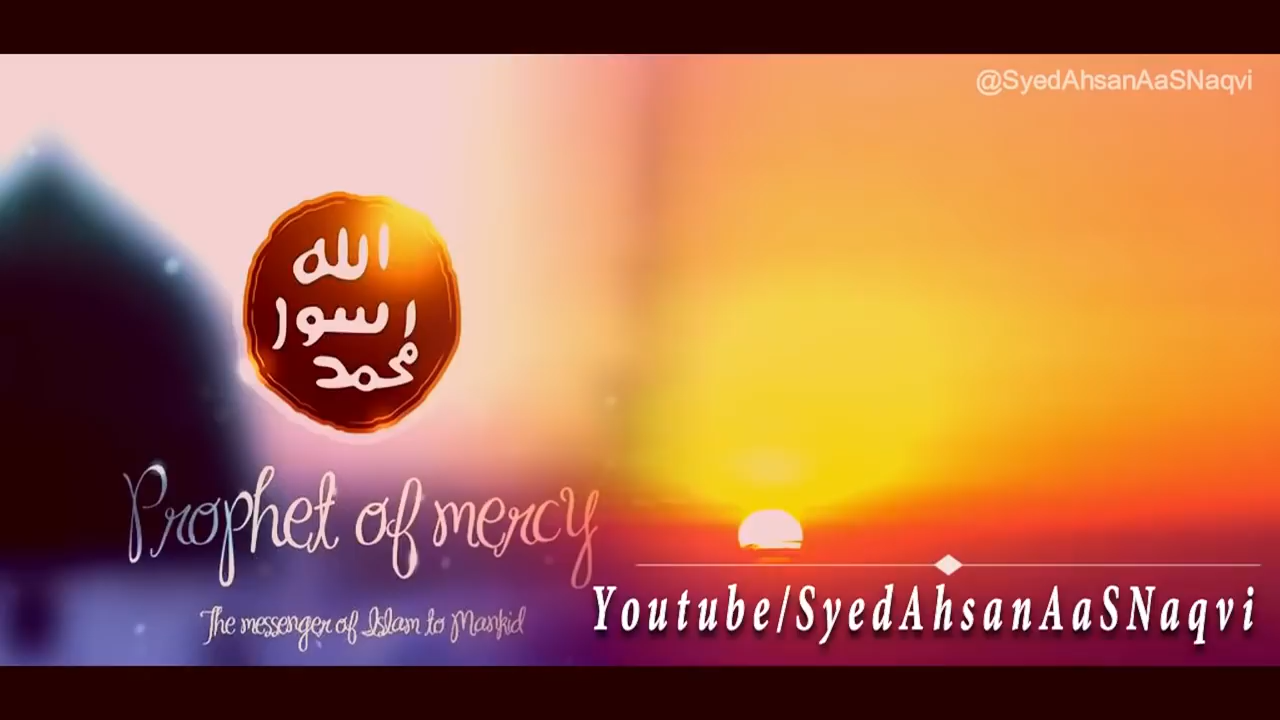 @SyedAhsanAaSNaqvi
الله
رسول
محمد
Prophet of mercy
The messenger of Islam to Mankid
Youtube/SyedAhsanAaSNaqvi